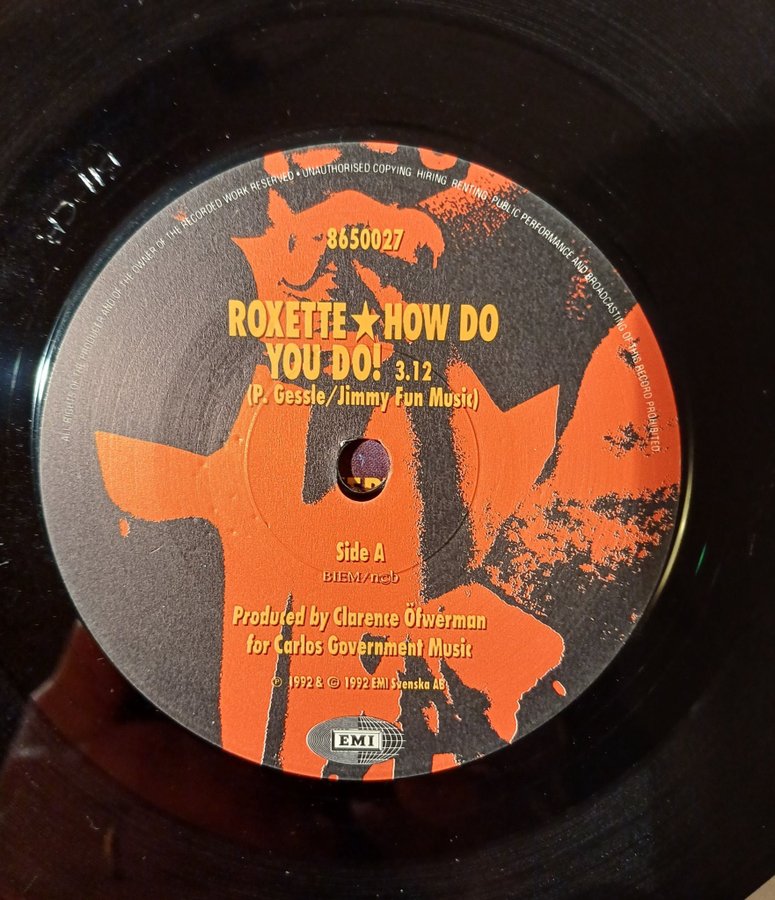 ALL RIGHTS OF THE PRODUCER AND OF THE OWNER OF THE RECORDED WORK RESERVED • UNAUTHORISED COPYING, HIRING, RENTING, PUBLIC PERFORMANCE AND BROADCASTING OF THIS RECORD PROHIBITED
8650027
ROXETTE★HOW DO
YOU DO! 3.12
(P. Gessle/Jimmy Fun Music)
Side A
BIEM/n©b
Produced by Clarence Öfwerman
for Carlos Government Music
℗ 1992 & © 1992 EMI Svenska AB
EMI